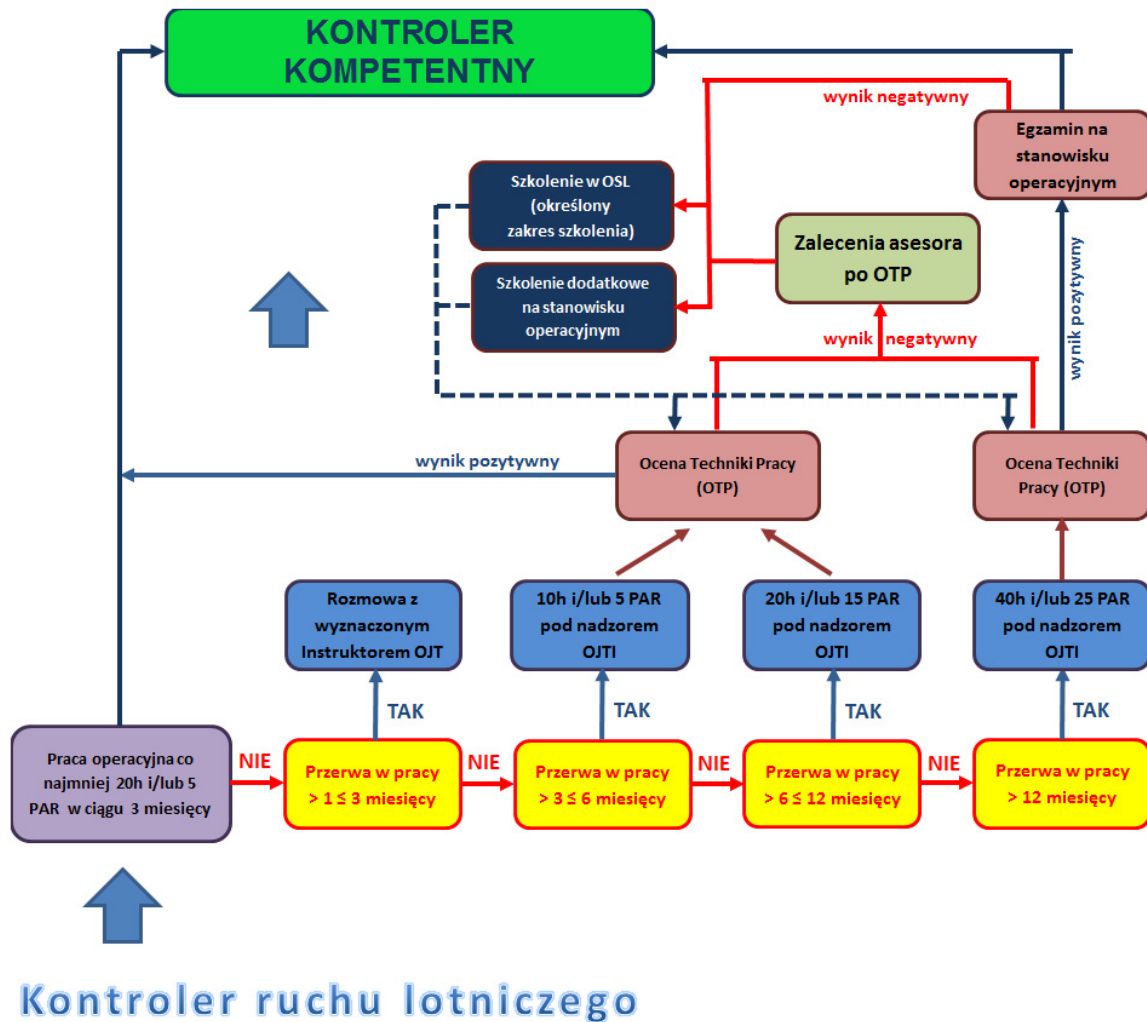 KONTROLER
KOMPETENTNY
wynik negatywny
Egzamin na
stanowisku
operacyjnym
Szkolenie w OSL
(określony
zakres szkolenia)
Zalecenia asesora
po OTP
Szkolenie dodatkowe
na stanowisku
operacyjnym
wynik negatywny
wynik pozytywny
wynik pozytywny
Ocena Techniki Pracy
(OTP)
Ocena Techniki
Pracy (OTP)
Rozmowa z
wyznaczonym
Instruktorem OJT
10h i/lub 5 PAR
pod nadzorem
OJTI
20h i/lub 15 PAR
pod nadzorem
OJTI
40h i/lub 25 PAR
pod nadzorem
OJTI
TAK
TAK
TAK
TAK
Praca operacyjna co
najmniej 20h i/lub 5
PAR w ciągu 3 miesięcy
NIE
Przerwa w pracy
> 1 ≤ 3 miesięcy
NIE
Przerwa w pracy
> 3 ≤ 6 miesięcy
NIE
Przerwa w pracy
> 6 ≤ 12 miesięcy
NIE
Przerwa w pracy
> 12 miesięcy
Kontroler ruchu lotniczego